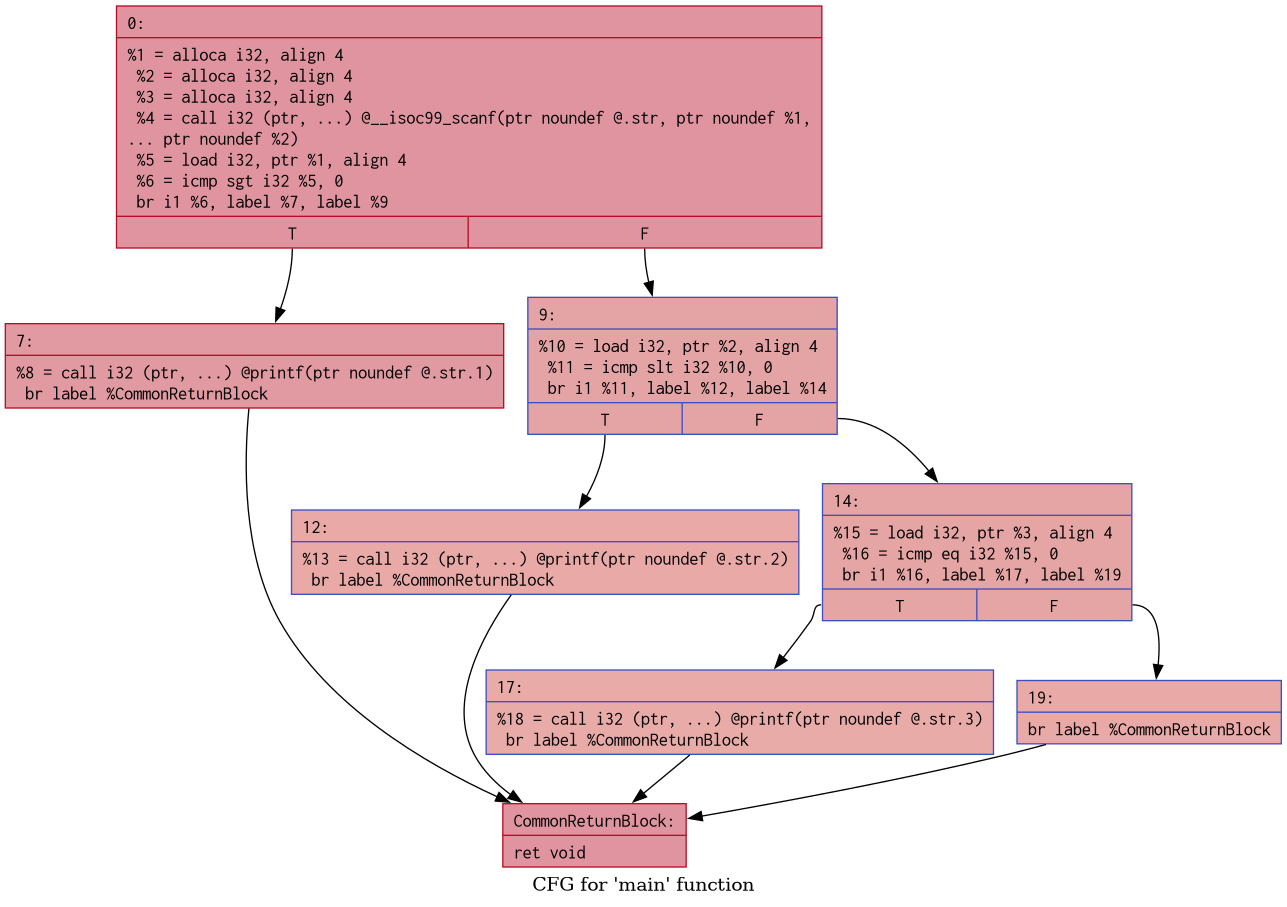 0:
%1 = alloca i32, align 4
%2 = alloca i32, align 4
%3 = alloca i32, align 4
%4 = call i32 (ptr, ...) @__isoc99_scanf(ptr noundef @.str, ptr noundef %1,
... ptr noundef %2)
%5 = load i32, ptr %1, align 4
%6 = icmp sgt i32 %5, 0
br i1 %6, label %7, label %9
T F
7:
%8 = call i32 (ptr, ...) @printf(ptr noundef @.str.1)
br label %CommonReturnBlock
9:
%10 = load i32, ptr %2, align 4
%11 = icmp slt i32 %10, 0
br i1 %11, label %12, label %14
T F
12:
%13 = call i32 (ptr, ...) @printf(ptr noundef @.str.2)
br label %CommonReturnBlock
14:
%15 = load i32, ptr %3, align 4
%16 = icmp eq i32 %15, 0
br i1 %16, label %17, label %19
T F
17:
%18 = call i32 (ptr, ...) @printf(ptr noundef @.str.3)
br label %CommonReturnBlock
19:
br label %CommonReturnBlock
CommonReturnBlock:
ret void
CFG for 'main' function